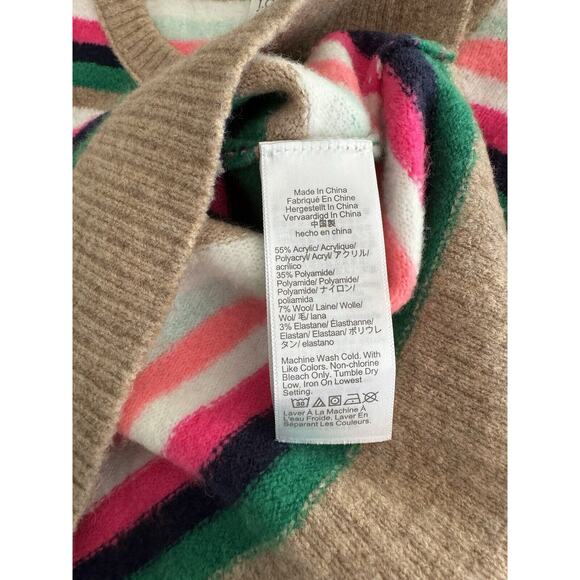 Made In China
Fabriqué En Chine
Hergestellt In China
Vervaardigd In China
中国製
hecho en china
55% Acrylic/ Acrylique/
Polyacryl/ Acryl/ アクリル/
acrílico
35% Polyamide/
Polyamide/ Polyamid/
Polyamide/ ナイロン/
poliamida
7% Wool/ Laine/ Wolle/
Wol/ 毛/ lana
3% Elastane/ Élasthanne/
Elastan/ Elastaan/ ポリウレ
タン/ elastano
Machine Wash Cold. With
Like Colors. Non-chlorine
Bleach Only. Tumble Dry
Low. Iron On Lowest
Setting.
30
Laver À La Machine À
L'eau Froide. Laver En
Séparant Les Couleurs.